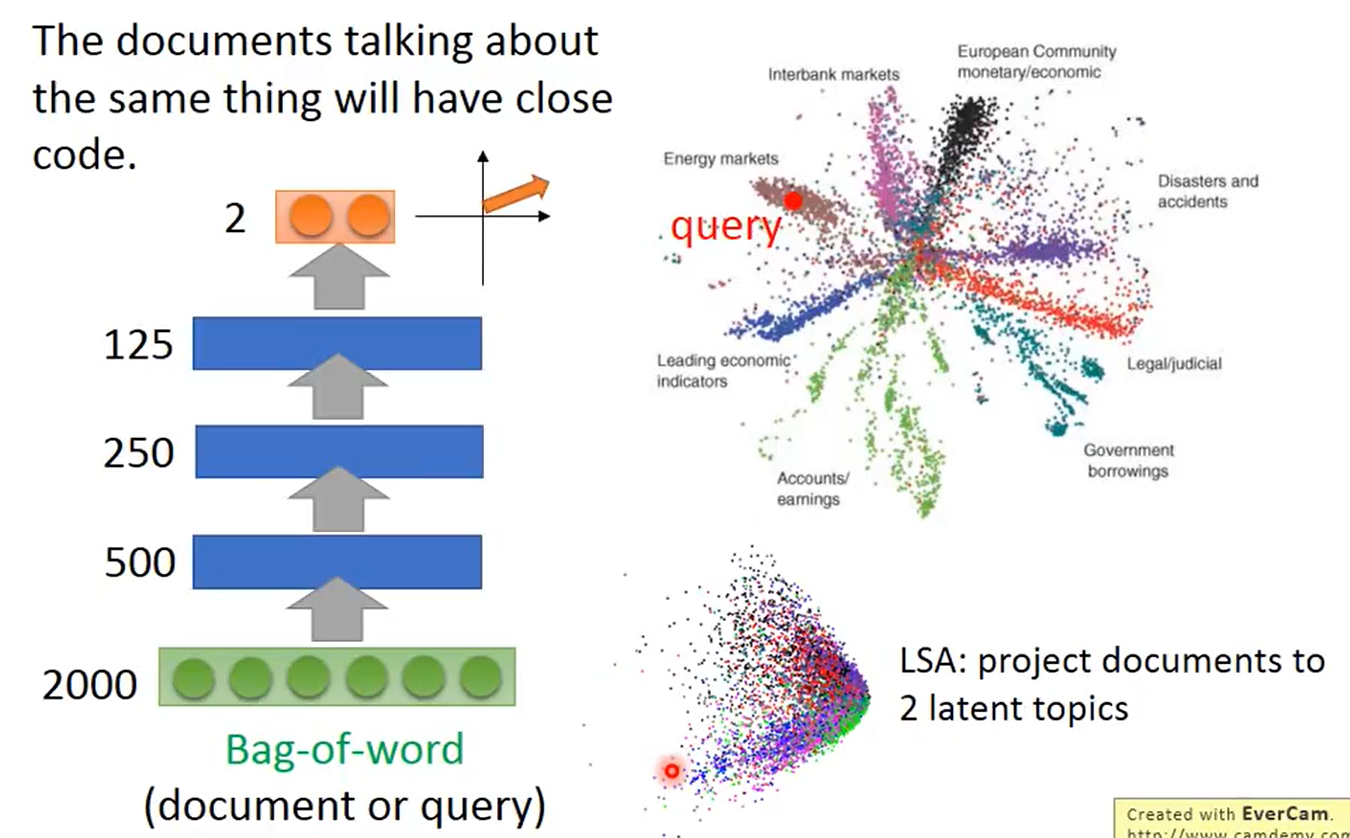 The documents talking about
the same thing will have close
code.
2
125
250
500
2000
Bag-of-word
(document or query)
Interbank markets
European Community
monetary/economic
Energy markets
query
Disasters and
accidents
Leading economic
indicators
Legal/judicial
Government
borrowings
Accounts/
earnings
LSA: project documents to
2 latent topics
Created with EverCam.
http://www.camdemy.com